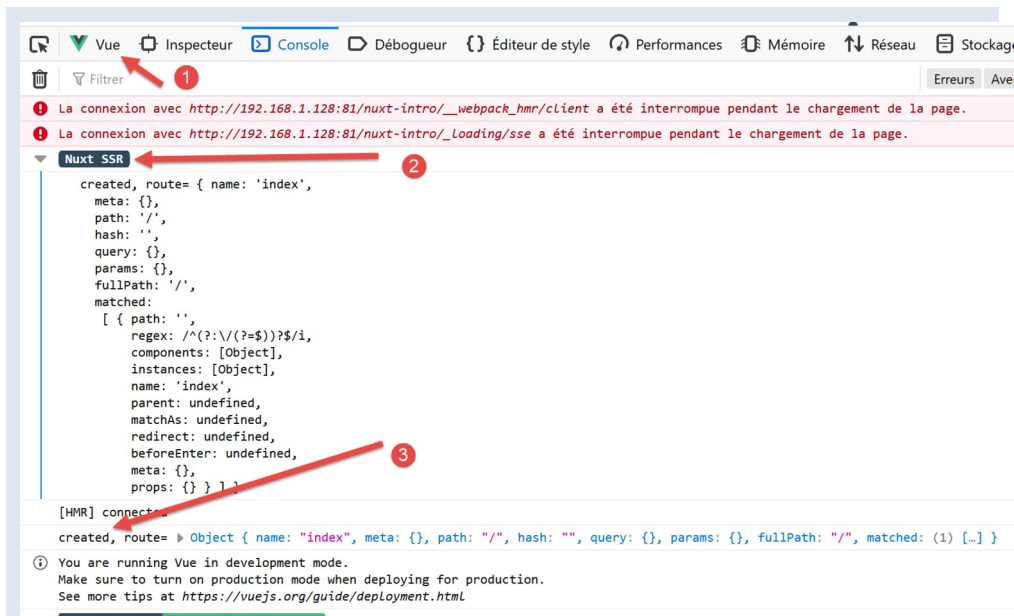 Vue Inspecteur Console Débogueur {} Éditeur de style Performances Mémoire Réseau Stockage
1
Filtrer Erreurs Aver
La connexion avec http://192.168.1.128:81/nuxt-intro/__webpack_hmr/client a été interrompue pendant le chargement de la page.
La connexion avec http://192.168.1.128:81/nuxt-intro/_loading/sse a été interrompue pendant le chargement de la page.
Nuxt SSR
2
created, route= { name: 'index',
meta: {},
path: '/',
hash: '',
query: {},
params: {},
fullPath: '/',
matched:
[ { path: '',
regex: /^(?:\/(?=$))?$/i,
components: [Object],
instances: [Object],
name: 'index',
parent: undefined,
matchAs: undefined,
redirect: undefined,
beforeEnter: undefined,
3
meta: {},
props: {} } ] }
[HMR] connected
created, route= Object { name: "index", meta: {}, path: "/", hash: "", query: {}, params: {}, fullPath: "/", matched: (1) […] }
You are running Vue in development mode.
Make sure to turn on production mode when deploying for production.
See more tips at https://vuejs.org/guide/deployment.html